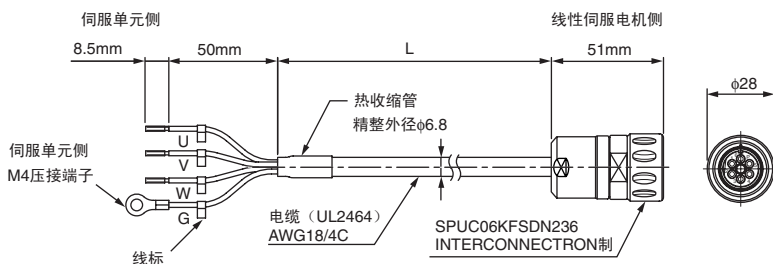 伺服单元侧
线性伺服电机侧
8.5mm
50mm
L
51mm
φ28
热收缩管
精整外径φ6.8
U
V
W
G
伺服单元侧
M4压接端子
线标
电缆（UL2464）
AWG18/4C
SPUC06KFSDN236
INTERCONNECTRON制